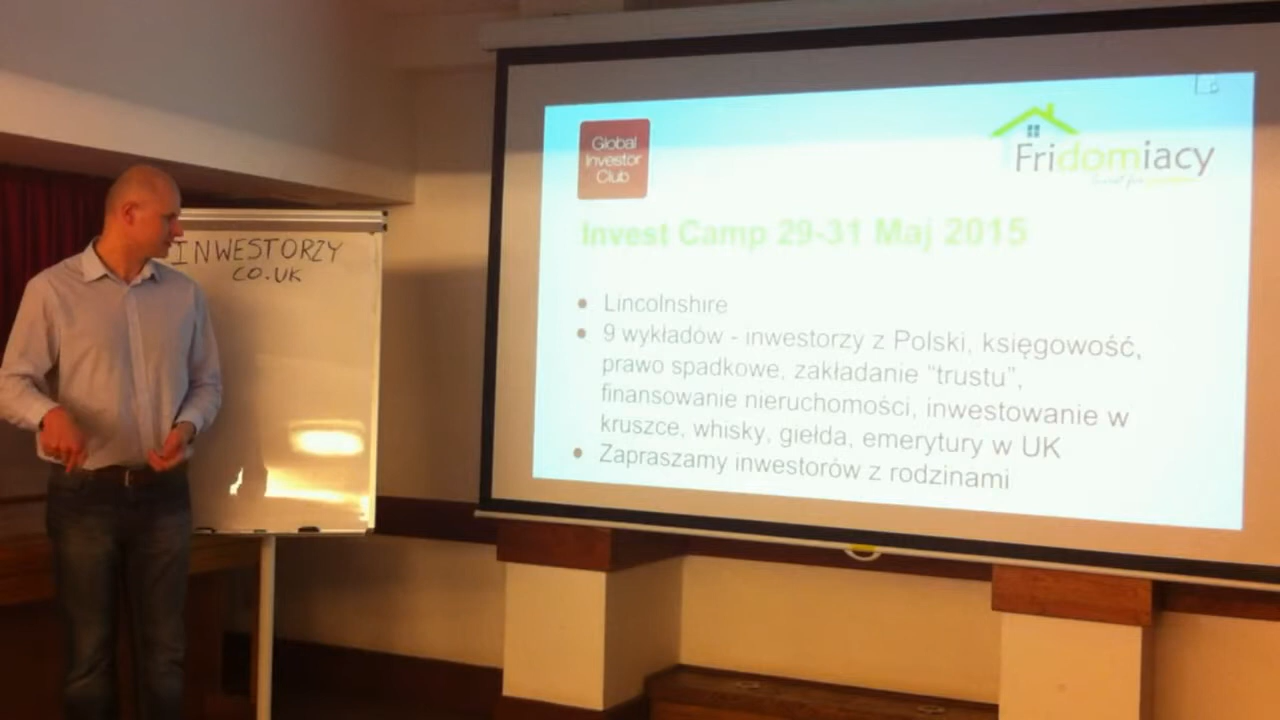 INWESTORZY
CO.UK
Global
Investor
Club
Fridomiacy
Invest Camp 29-31 Maj 2015
● Lincolnshire
● 9 wykładów - inwestorzy z Polski, księgowość,
prawo spadkowe, zakładanie “trustu”,
finansowanie nieruchomości, inwestowanie w
kruszce, whisky, giełda, emerytury w UK
● Zapraszamy inwestorów z rodzinami